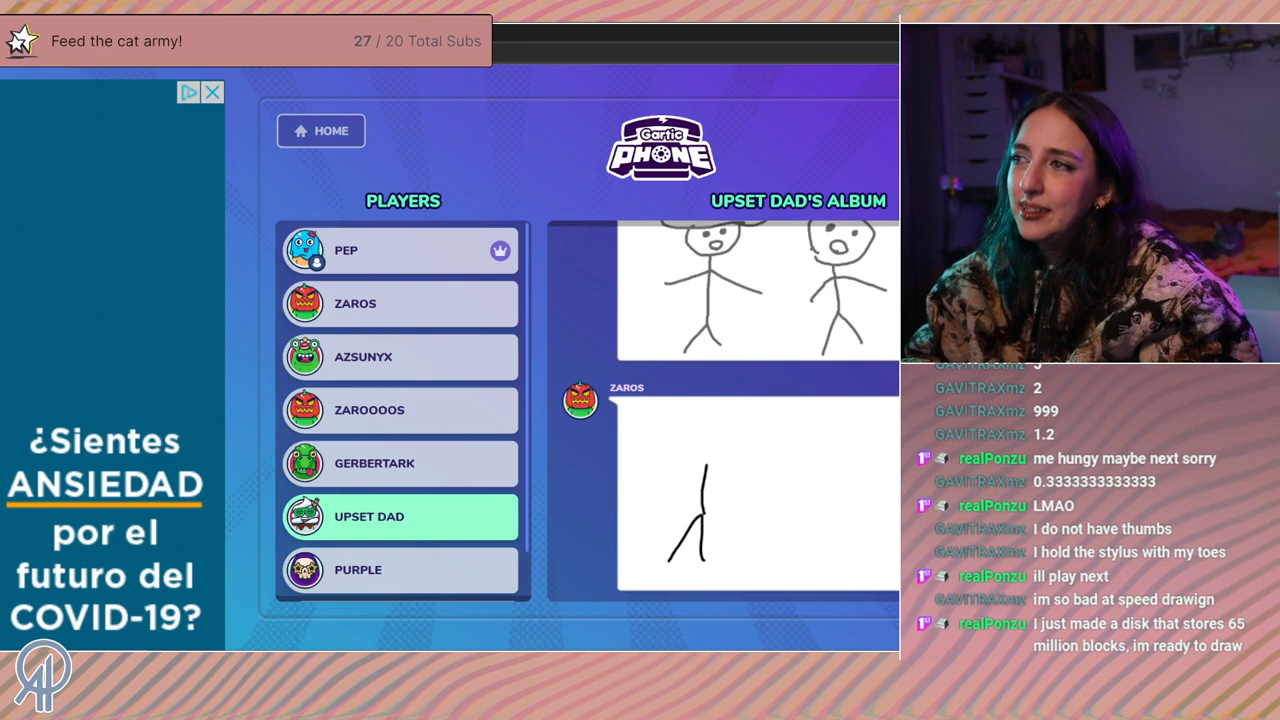 Feed the cat army!
27 / 20 Total Subs
HOME
Gartic
PHONE
PLAYERS
UPSET DAD'S ALBUM
PEP
ZAROS
AZSUNYX
ZAROOOOS
GERBERTARK
UPSET DAD
PURPLE
ZAROS
¿Sientes
ANSIEDAD
por el
futuro del
COVID-19?
GAVITRAXmz
GAVITRAXmz 2
GAVITRAXmz 999
GAVITRAXmz 1.2
realPonzu me hungy maybe next sorry
GAVITRAXmz 0.3333333333333
realPonzu LMAO
GAVITRAXmz I do not have thumbs
GAVITRAXmz I hold the stylus with my toes
realPonzu ill play next
GAVITRAXmz im so bad at speed drawign
realPonzu I just made a disk that stores 65
million blocks, im ready to draw